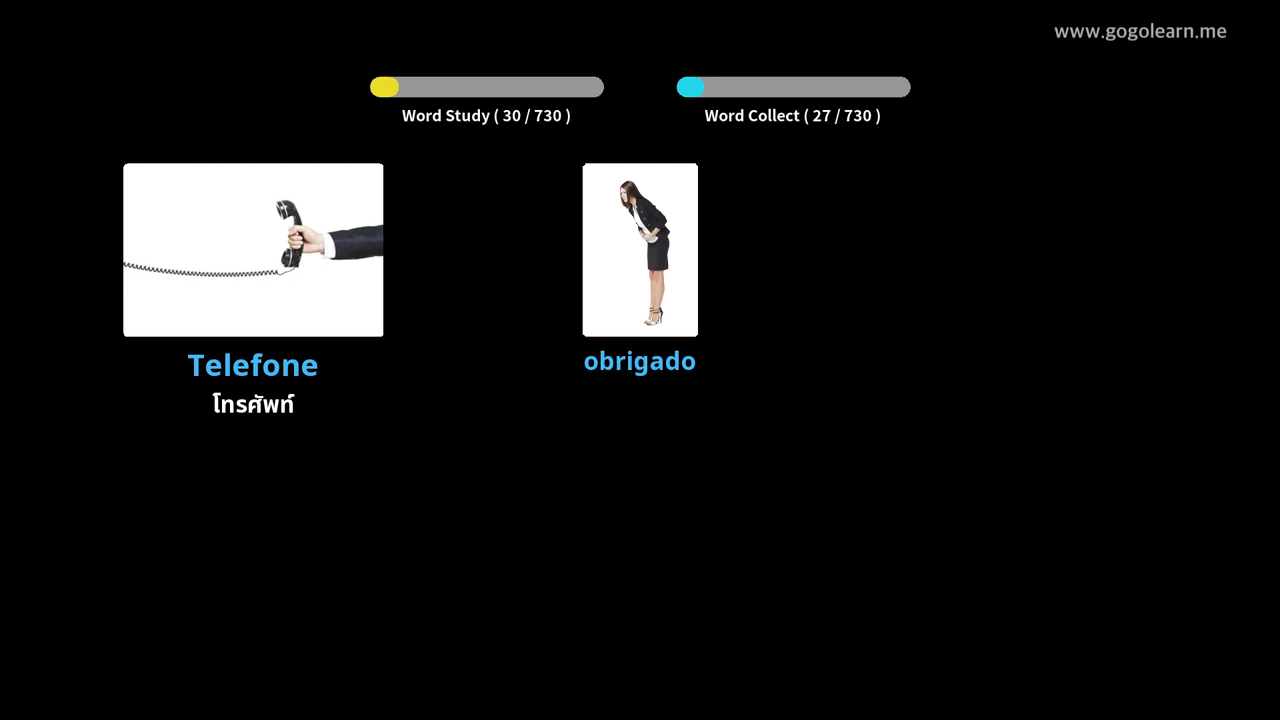 www.gogolearn.me
Word Study ( 30 / 730 )
Word Collect ( 27 / 730 )
Telefone
โทรศัพท์
obrigado